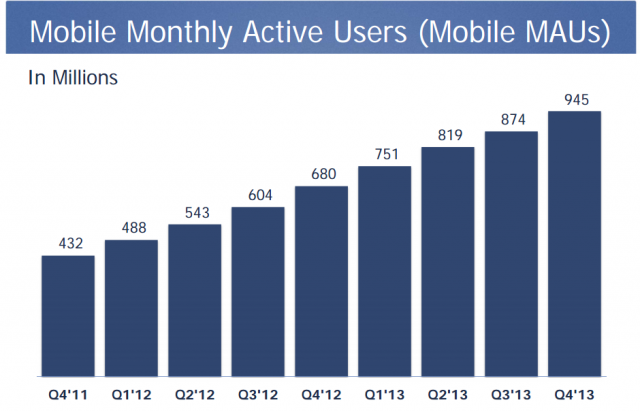 Mobile Monthly Active Users (Mobile MAUs)
In Millions
432 488 543 604 680 751 819 874 945
Q4'11 Q1'12 Q2'12 Q3'12 Q4'12 Q1'13 Q2'13 Q3'13 Q4'13